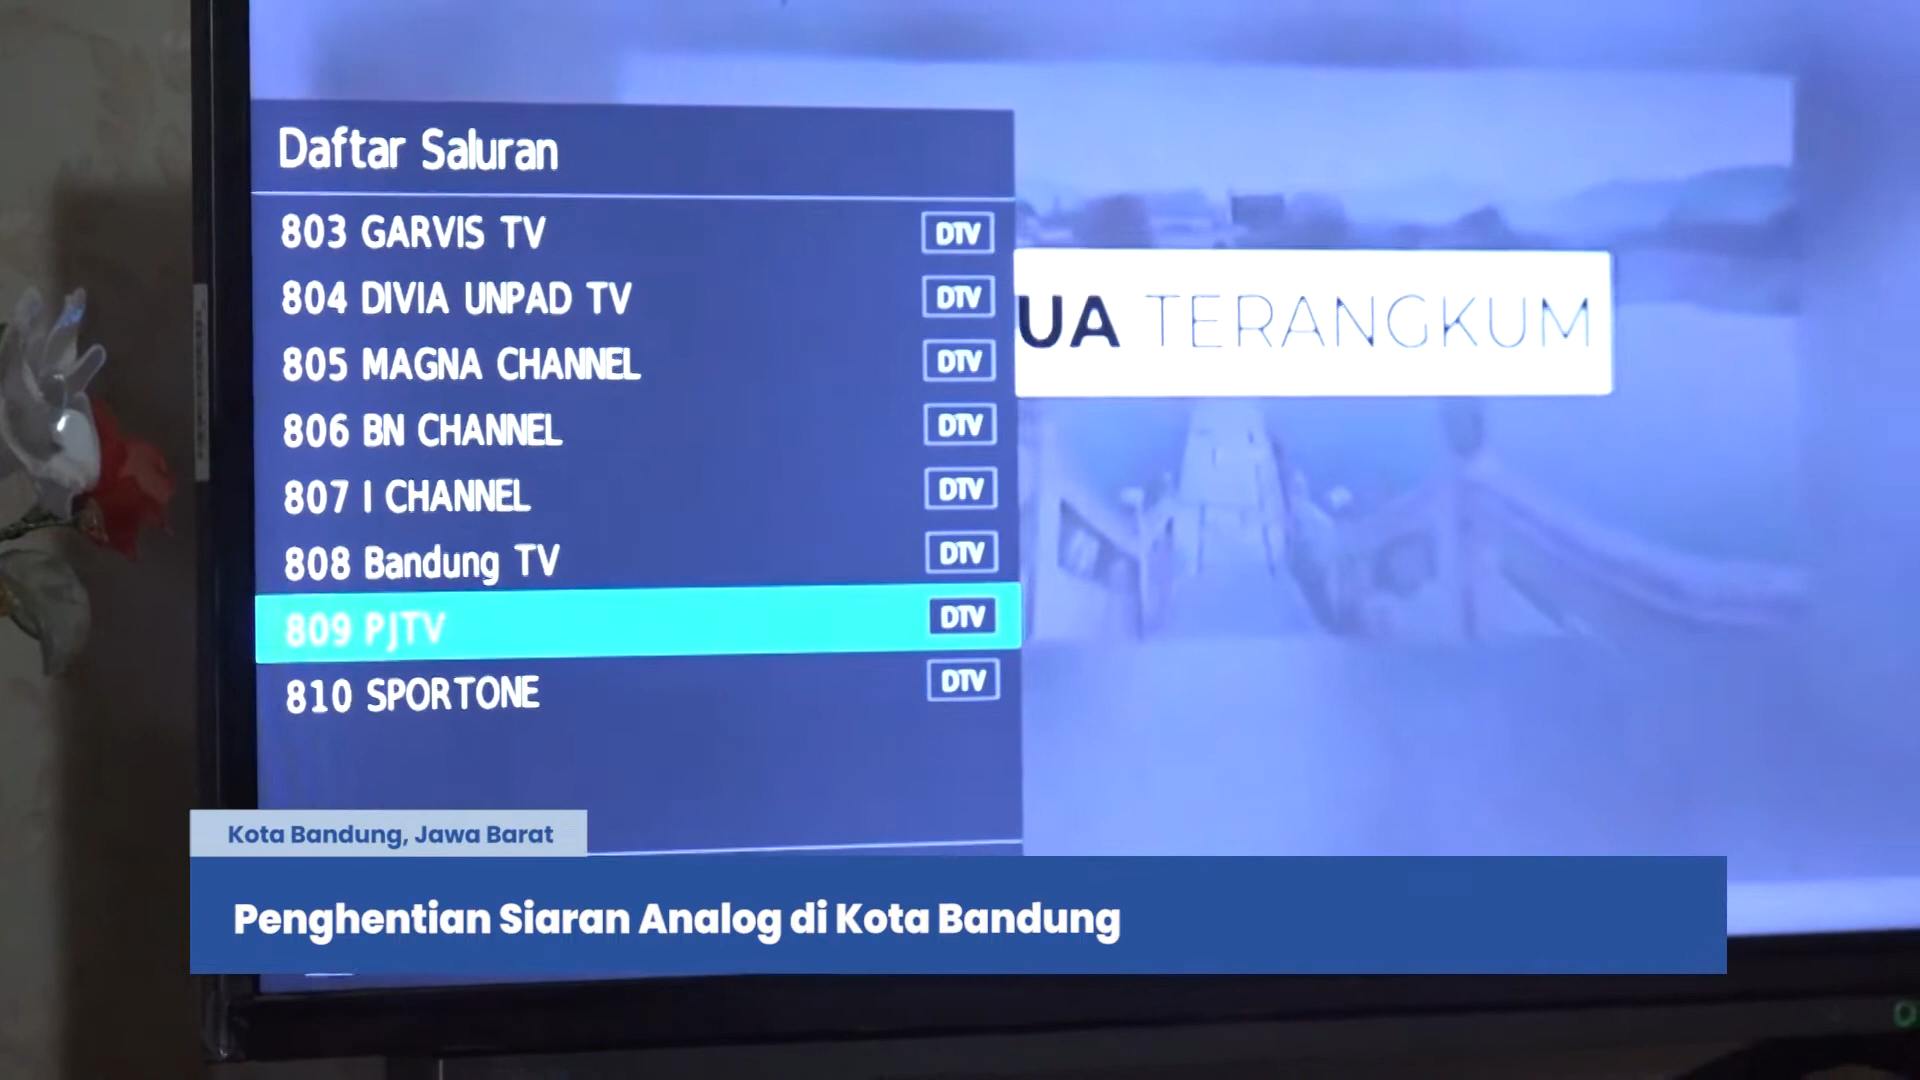 Daftar Saluran
803 GARVIS TV DTV
804 DIVIA UNPAD TV DTV
805 MAGNA CHANNEL DTV
806 BN CHANNEL DTV
807 I CHANNEL DTV
808 Bandung TV DTV
809 PJTV DTV
810 SPORTONE DTV
UA TERANGKUM
Kota Bandung, Jawa Barat
Penghentian Siaran Analog di Kota Bandung